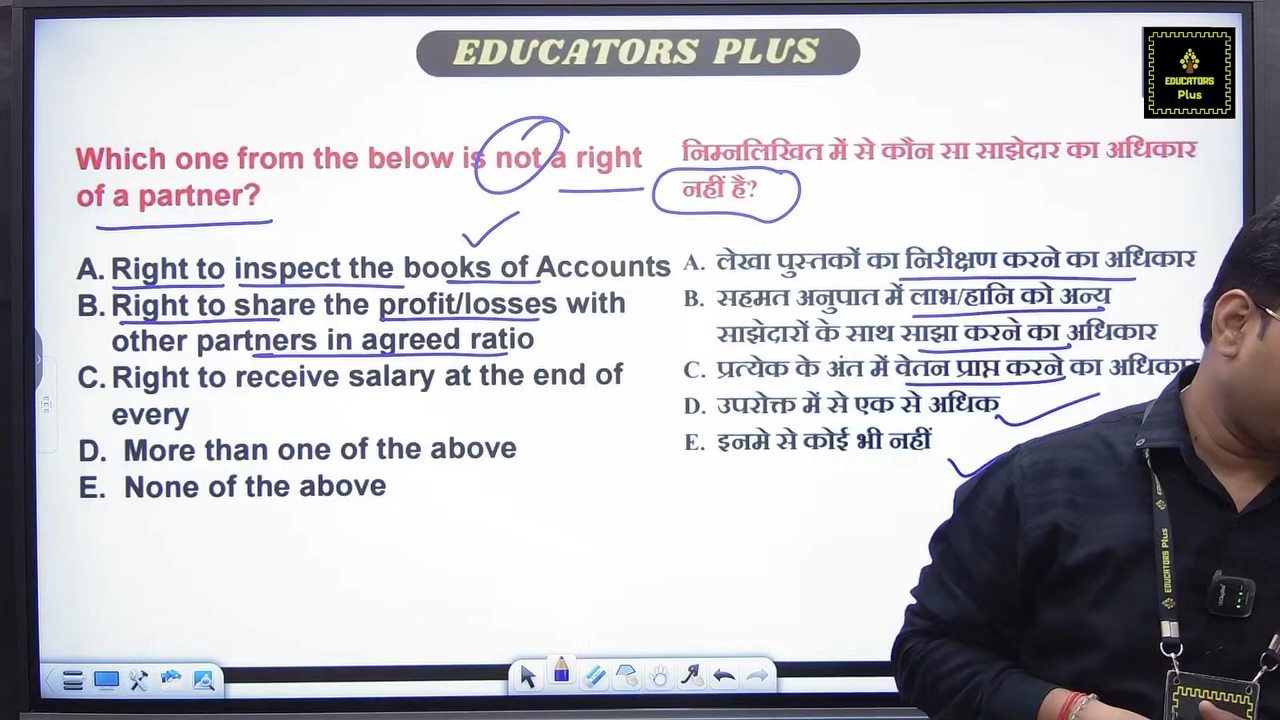 EDUCATORS PLUS
EDUCATORS
Plus
Which one from the below is not a right
of a partner?
A. Right to inspect the books of Accounts
B. Right to share the profit/losses with
other partners in agreed ratio
C. Right to receive salary at the end of
every
D. More than one of the above
E. None of the above
निम्नलिखित में से कौन सा साझेदार का अधिकार
नहीं है?
A. लेखा पुस्तकों का निरीक्षण करने का अधिकार
B. सहमत अनुपात में लाभ/हानि को अन्य
साझेदारों के साथ साझा करने का अधिकार
C. प्रत्येक के अंत में वेतन प्राप्त करने का अधिकार
D. उपरोक्त में से एक से अधिक
E. इनमे से कोई भी नहीं
EDUCATORS Plus